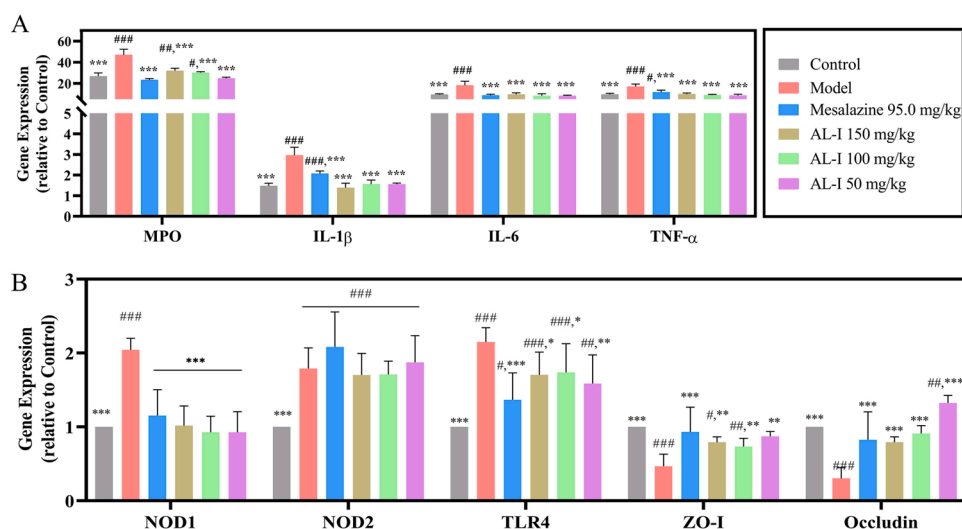 A
Gene Expression
(relative to Control)
60
40
20
5
4
3
2
1
0
*** ### *** ##,*** #,*** ***
*** ### ###,*** *** *** ***
*** ### *** *** *** ***
*** ### #,*** *** *** ***
MPO IL-1β IL-6 TNF-α
Control
Model
Mesalazine 95.0 mg/kg
AL-I 150 mg/kg
AL-I 100 mg/kg
AL-I 50 mg/kg
B
Gene Expression
(relative to Control)
3
2
1
0
*** ### ***
*** ###
*** ### #,*** ###,* ###,* ##,**
*** ### *** #,** ##,** **
*** ### *** *** *** ##,***
NOD1 NOD2 TLR4 ZO-I Occludin